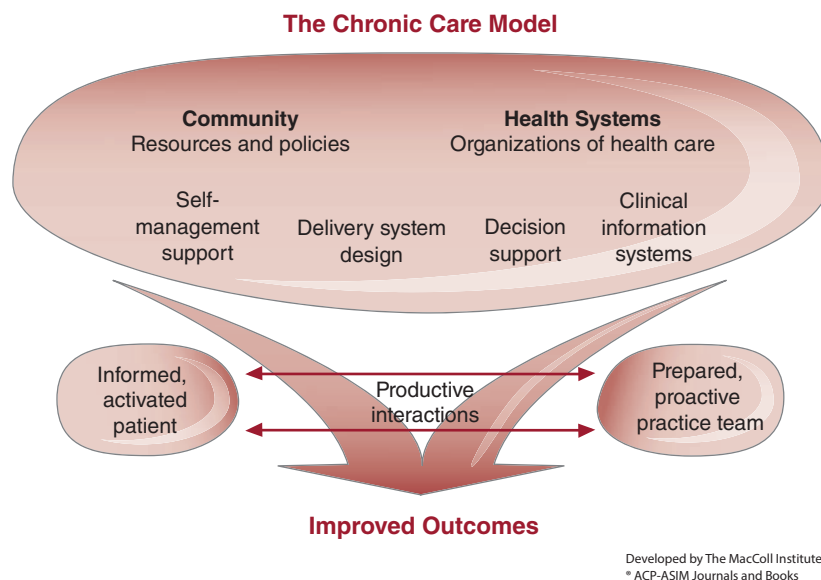 The Chronic Care Model
Community
Resources and policies
Health Systems
Organizations of health care
Self-
management
support
Delivery system
design
Decision
support
Clinical
information
systems
Informed,
activated
patient
Productive
interactions
Prepared,
proactive
practice team
Improved Outcomes
Developed by The MacColl Institute
® ACP-ASIM Journals and Books